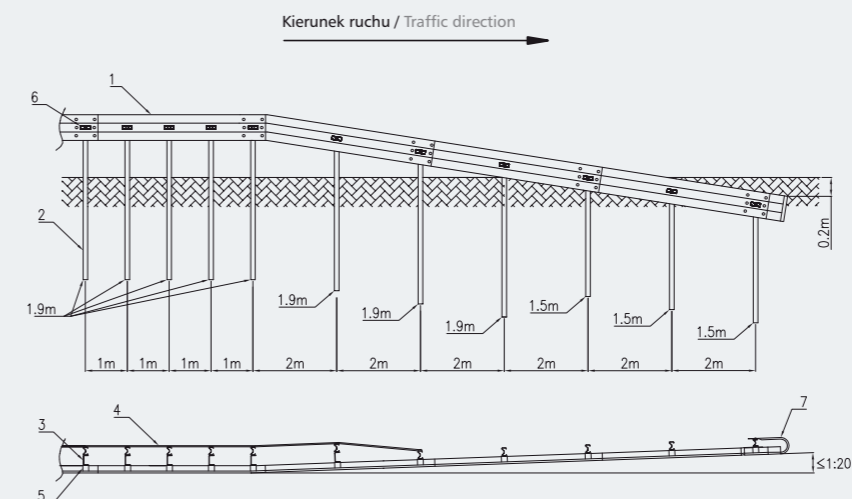 Kierunek ruchu / Traffic direction
1
6
2
0.2m
1.9m
1.9m
1.9m
1.9m
1.5m
1.5m
1.5m
1m 1m 1m 1m 2m 2m 2m 2m 2m 2m
4
7
3
≤1:20
5